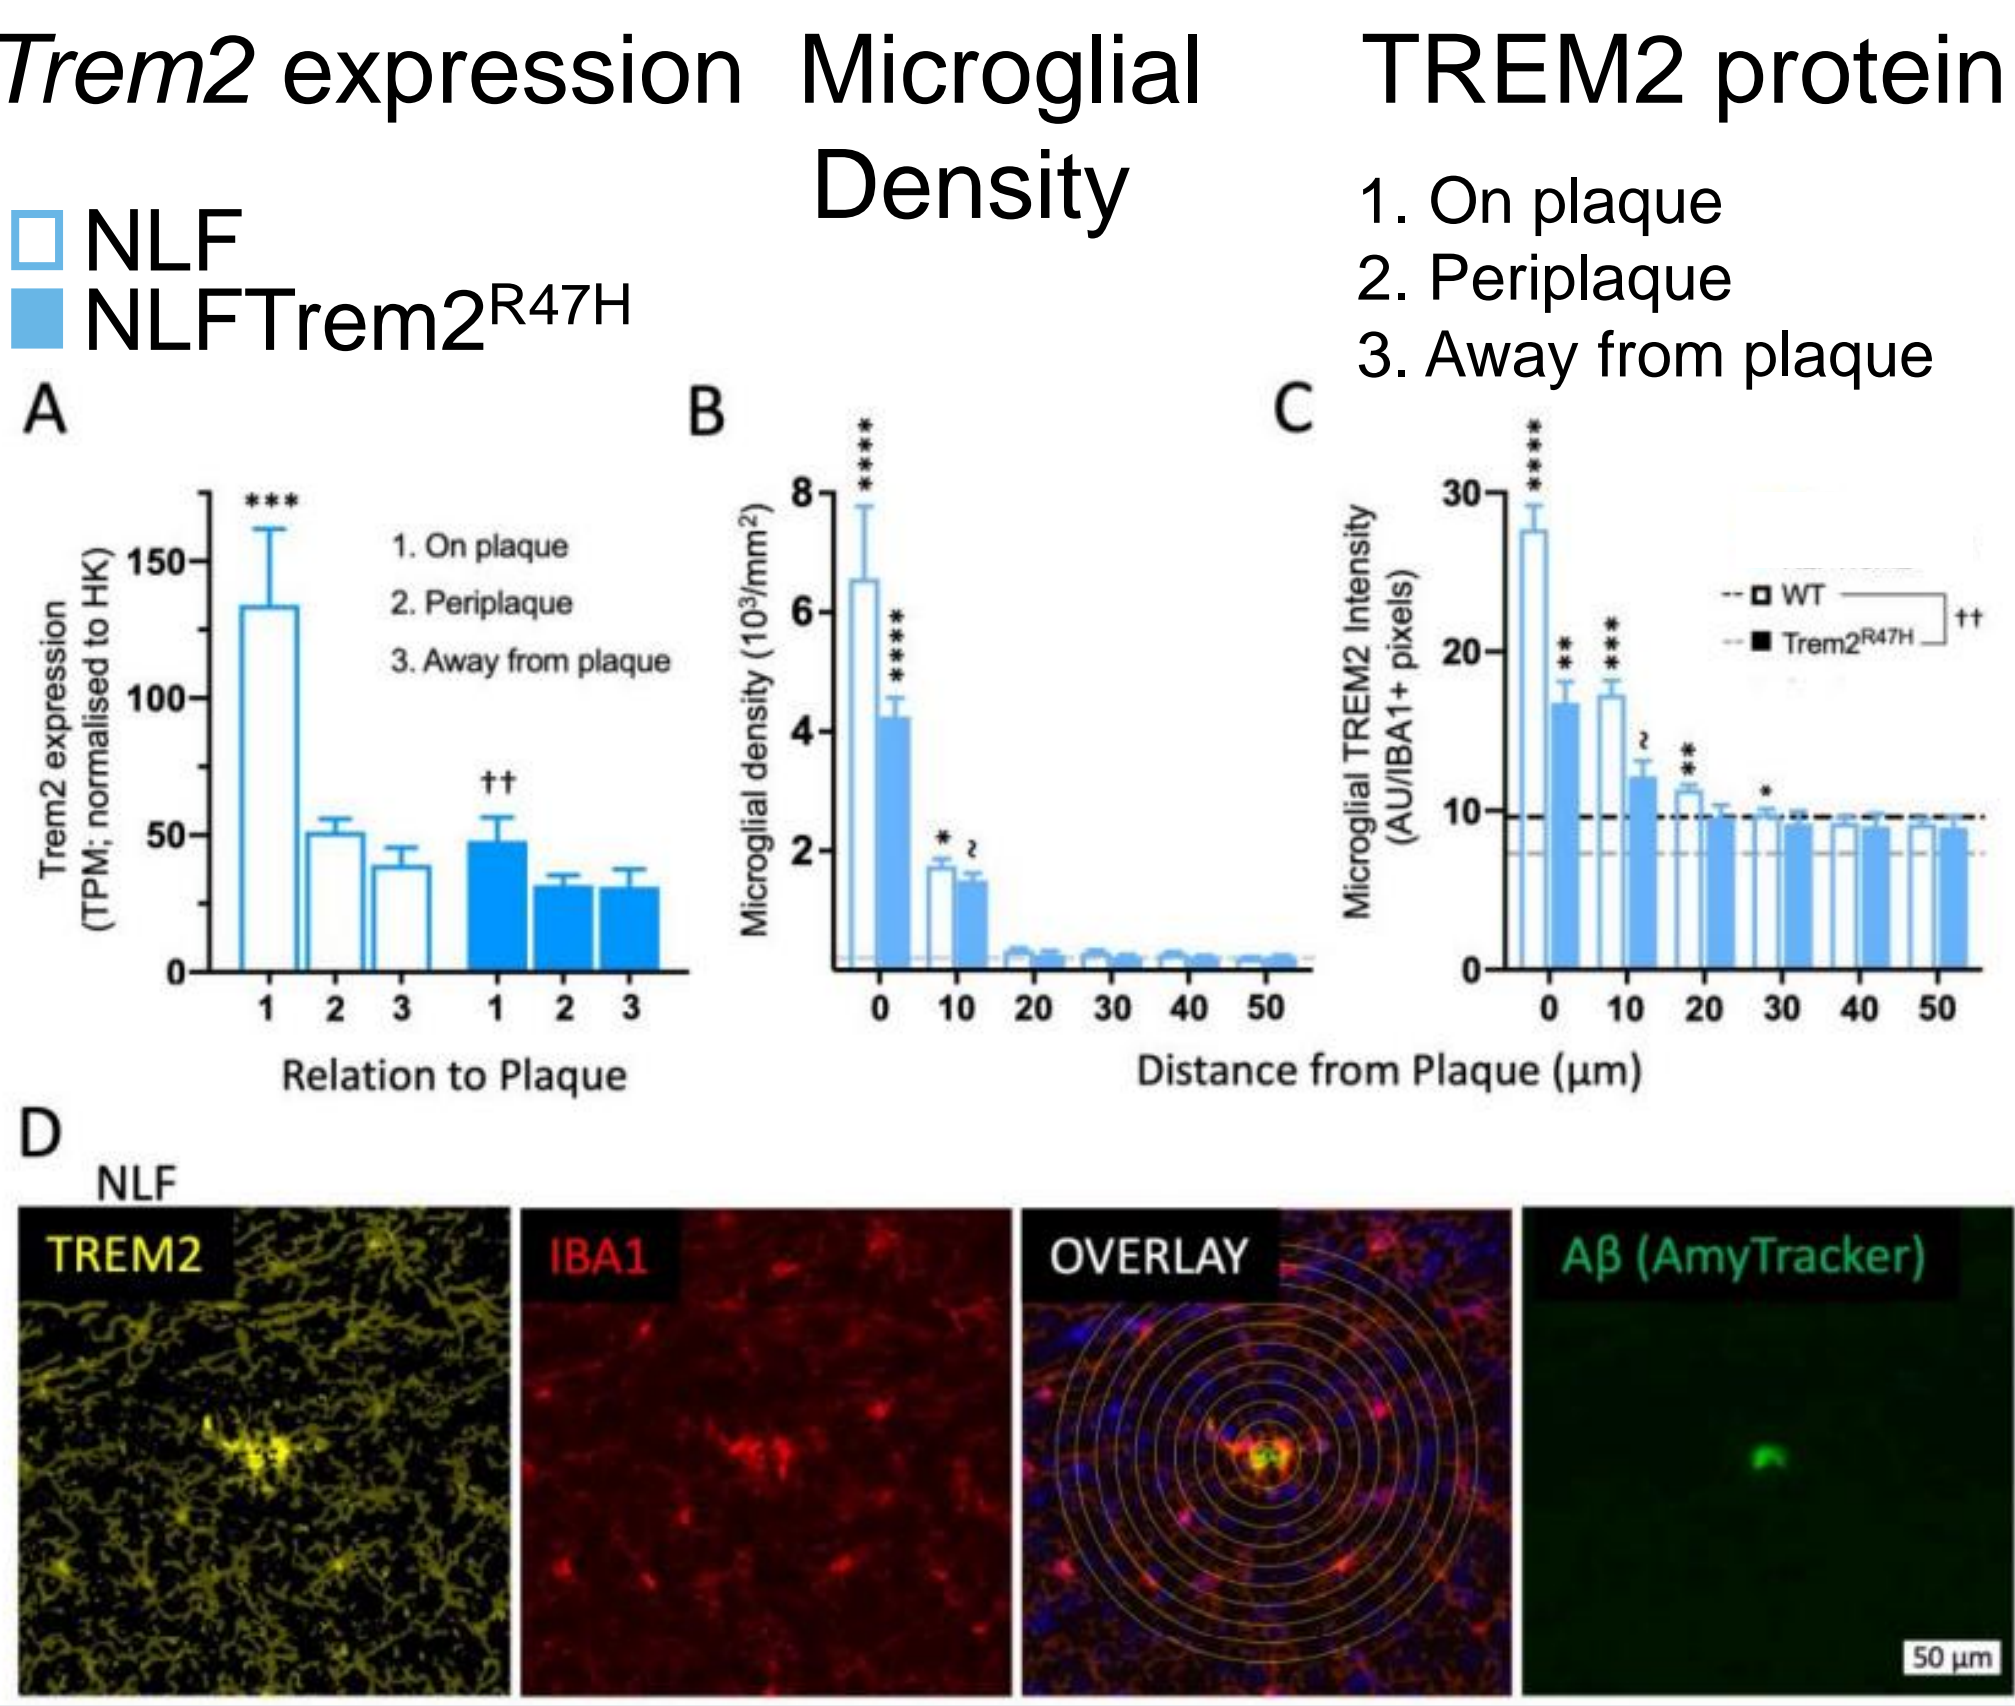 Trem2 expression
Microglial
Density
TREM2 protein
NLF
NLFTrem2R47H
1. On plaque
2. Periplaque
3. Away from plaque
A
***
Trem2 expression
(TPM; normalised to HK)
150
100
50
0
1. On plaque
2. Periplaque
3. Away from plaque
††
1 2 3 1 2 3
Relation to Plaque
B
Microglial density (10³/mm²)
8
6
4
2
****
****
*
~
0 10 20 30 40 50
C
Microglial TREM2 Intensity
(AU/IBA1+ pixels)
30
20
10
0
****
**
***
~
**
*
WT
Trem2R47H
††
0 10 20 30 40 50
Distance from Plaque (µm)
D
NLF
TREM2
IBA1
OVERLAY
Aβ (AmyTracker)
50 µm